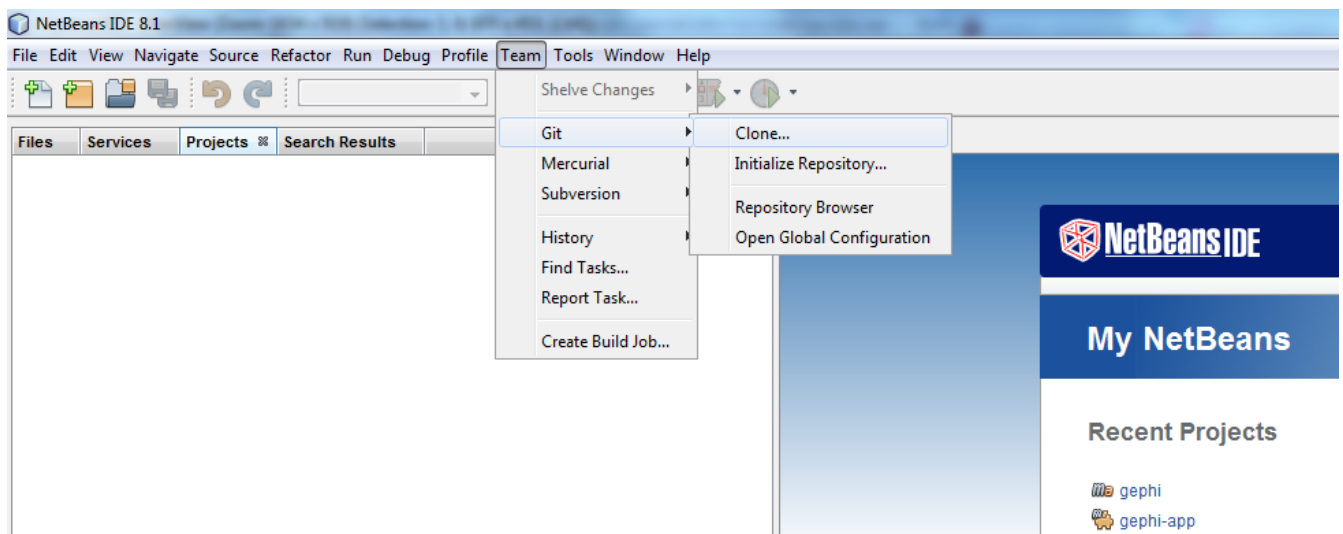 NetBeans IDE 8.1
File Edit View Navigate Source Refactor Run Debug Profile Team Tools Window Help
Files Services Projects Search Results
Shelve Changes
Git
Mercurial
Subversion
History
Find Tasks...
Report Task...
Create Build Job...
Clone...
Initialize Repository...
Repository Browser
Open Global Configuration
NetBeans IDE
My NetBeans
Recent Projects
gephi
gephi-app